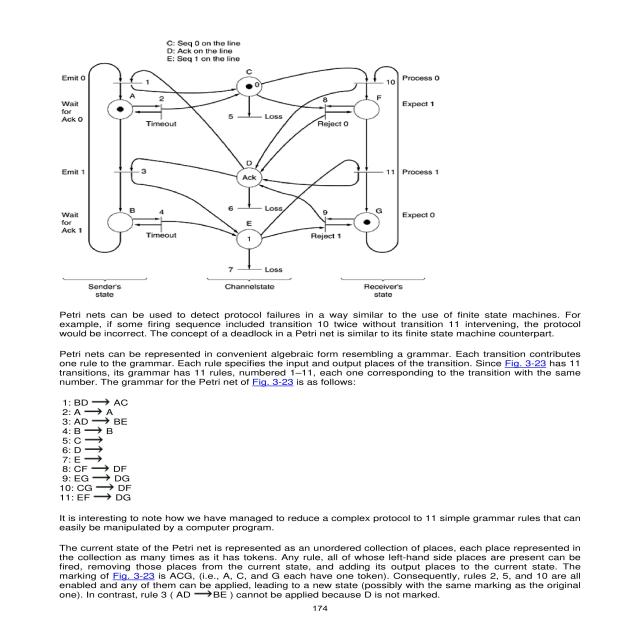 C: Seq 0 on the line
D: Ack on the line
E: Seq 1 on the line
C
Emit 0
1
0
10
Process 0
A
2
8
F
Wait
for
Ack 0
Expect 1
Timeout
5
Loss
Reject 0
D
Emit 1
3
Ack
11
Process 1
B
4
6
Loss
9
G
E
Wait
for
Ack 1
Expect 0
Timeout
1
Reject 1
7
Loss
Sender's
state
Channelstate
Receiver's
state
Petri nets can be used to detect protocol failures in a way similar to the use of finite state machines. For
example, if some firing sequence included transition 10 twice without transition 11 intervening, the protocol
would be incorrect. The concept of a deadlock in a Petri net is similar to its finite state machine counterpart.
Petri nets can be represented in convenient algebraic form resembling a grammar. Each transition contributes
one rule to the grammar. Each rule specifies the input and output places of the transition. Since Fig. 3-23 has 11
transitions, its grammar has 11 rules, numbered 1–11, each one corresponding to the transition with the same
number. The grammar for the Petri net of Fig. 3-23 is as follows:
1: BD → AC
2: A → A
3: AD → BE
4: B → B
5: C →
6: D →
7: E →
8: CF → DF
9: EG → DG
10: CG → DF
11: EF → DG
It is interesting to note how we have managed to reduce a complex protocol to 11 simple grammar rules that can
easily be manipulated by a computer program.
The current state of the Petri net is represented as an unordered collection of places, each place represented in
the collection as many times as it has tokens. Any rule, all of whose left-hand side places are present can be
fired, removing those places from the current state, and adding its output places to the current state. The
marking of Fig. 3-23 is ACG, (i.e., A, C, and G each have one token). Consequently, rules 2, 5, and 10 are all
enabled and any of them can be applied, leading to a new state (possibly with the same marking as the original
one). In contrast, rule 3 ( AD → BE ) cannot be applied because D is not marked.
174